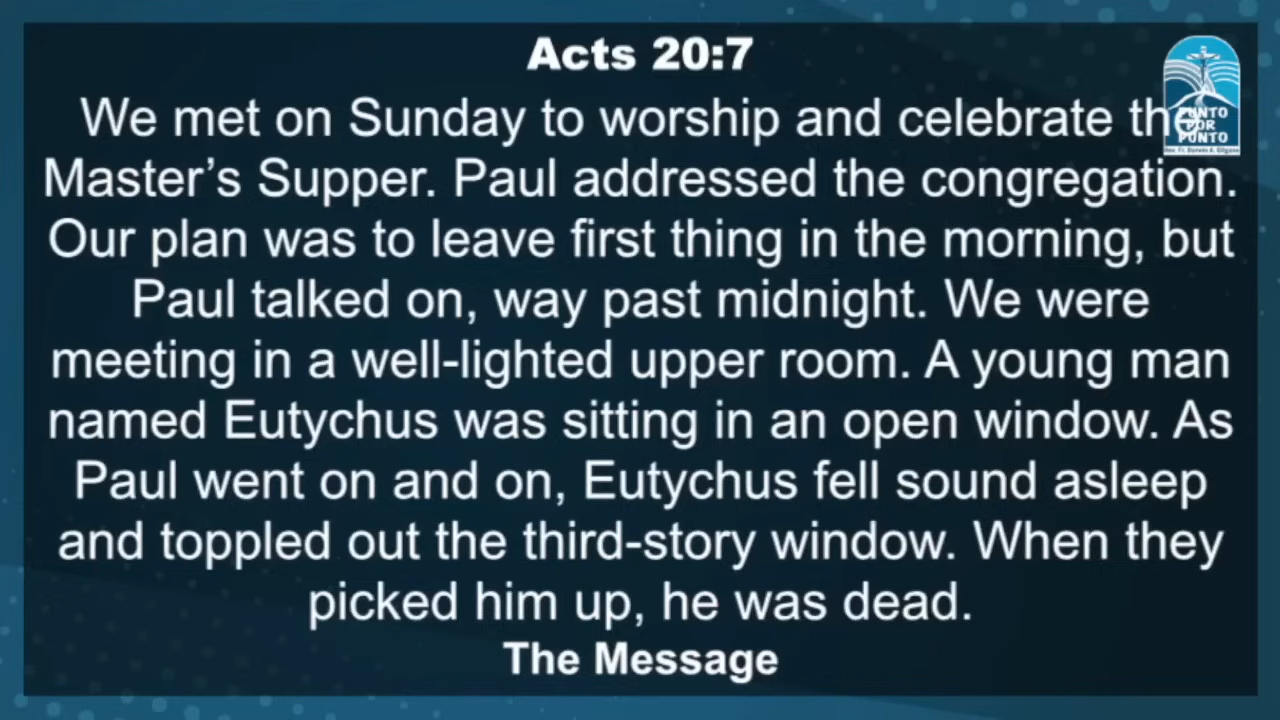 Acts 20:7
We met on Sunday to worship and celebrate the
Master’s Supper. Paul addressed the congregation.
Our plan was to leave first thing in the morning, but
Paul talked on, way past midnight. We were
meeting in a well-lighted upper room. A young man
named Eutychus was sitting in an open window. As
Paul went on and on, Eutychus fell sound asleep
and toppled out the third-story window. When they
picked him up, he was dead.
The Message
PUNTO
POR
PUNTO